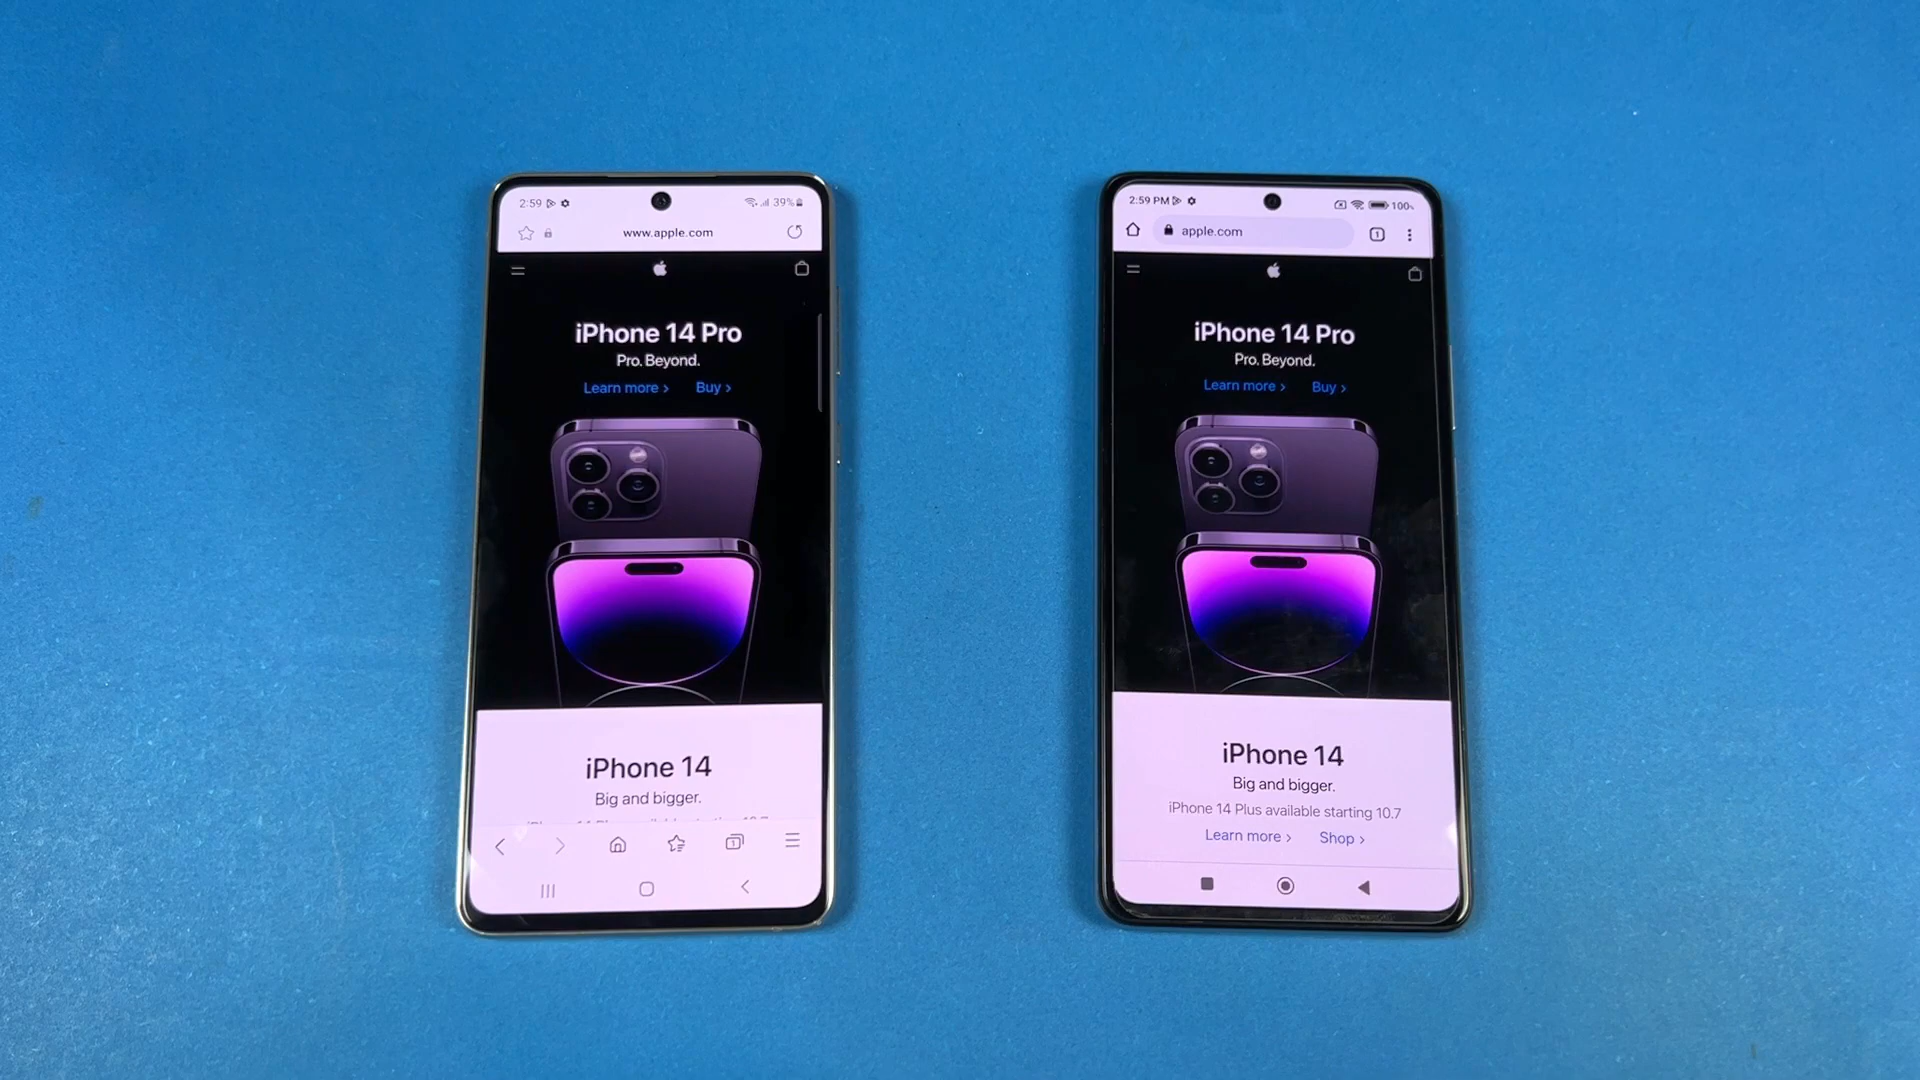 2:59
39%
www.apple.com
iPhone 14 Pro
Pro. Beyond.
Learn more >
Buy >
iPhone 14
Big and bigger.
1
2:59 PM
100%
apple.com
1
iPhone 14 Pro
Pro. Beyond.
Learn more >
Buy >
iPhone 14
Big and bigger.
iPhone 14 Plus available starting 10.7
Learn more >
Shop >